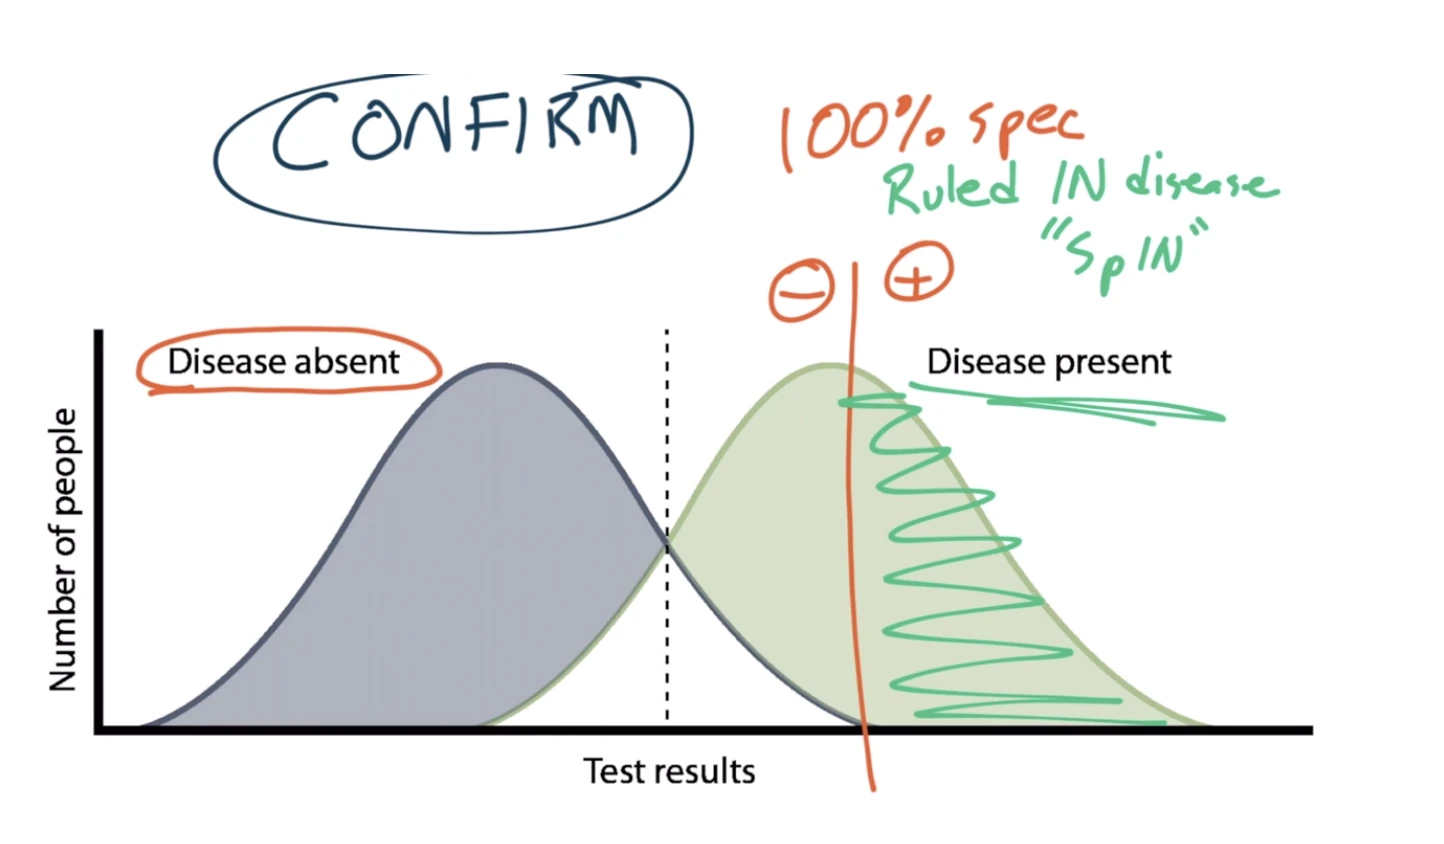 CONFIRM
100% spec
Ruled IN disease
"SpIN"
− +
Disease absent
Disease present
Number of people
Test results